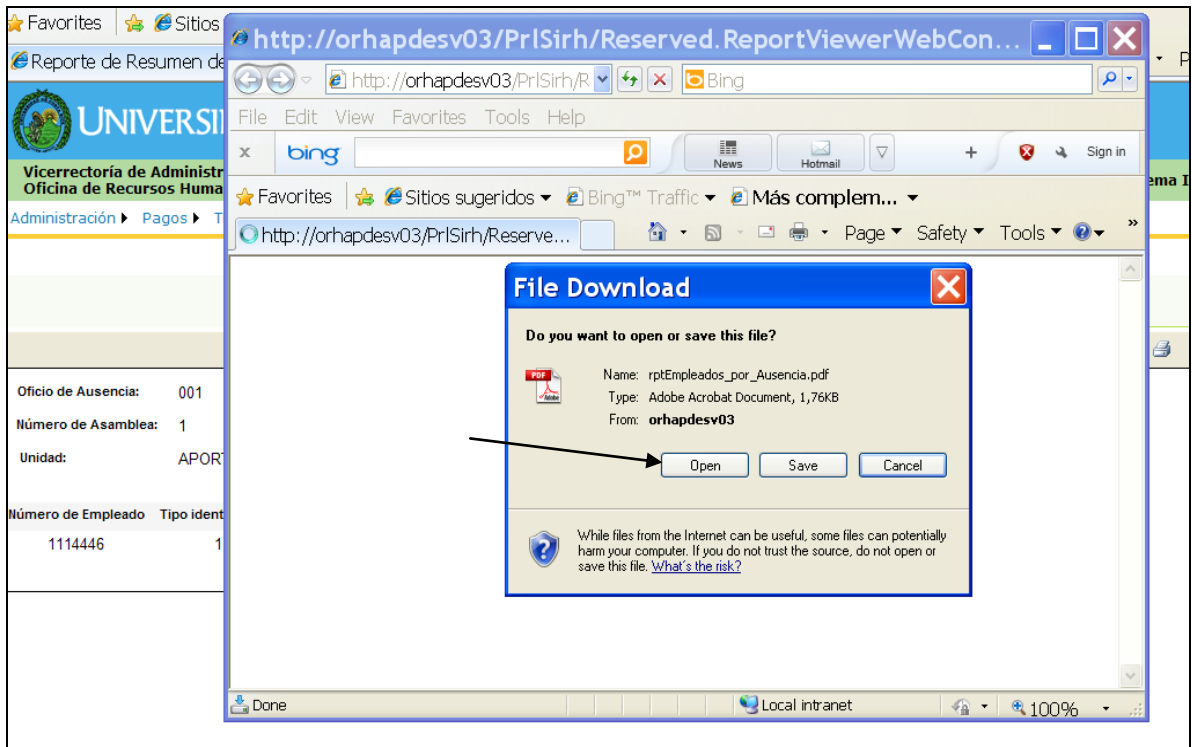 Favorites Sitios
Reporte de Resumen de
UNIVERSI
Vicerrectoría de Administr
Oficina de Recursos Huma
ema I
Administración Pagos T
Oficio de Ausencia: 001
Número de Asamblea: 1
Unidad: APOR
Número de Empleado Tipo ident
1114446 1
http://orhapdesv03/PrlSirh/Reserved.ReportViewerWebCon...
http://orhapdesv03/PrlSirh/R Bing
File Edit View Favorites Tools Help
x bing News Hotmail + Sign in
Favorites Sitios sugeridos Bing™ Traffic Más complem...
http://orhapdesv03/PrlSirh/Reserve... Page Safety Tools »
File Download
Do you want to open or save this file?
Name: rptEmpleados_por_Ausencia.pdf
Type: Adobe Acrobat Document, 1,76KB
From: orhapdesv03
Open Save Cancel
While files from the Internet can be useful, some files can potentially
harm your computer. If you do not trust the source, do not open or
save this file. What's the risk?
Done Local intranet 100%